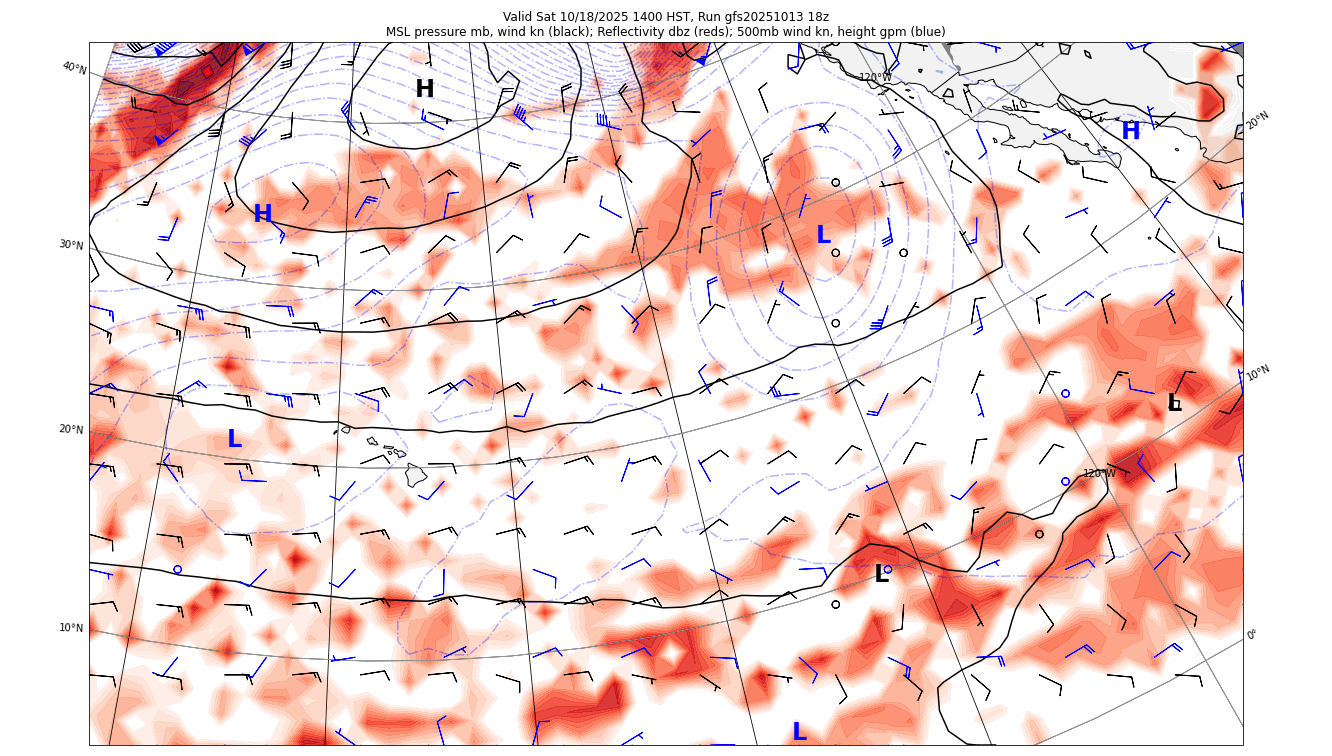 Valid Sat 10/18/2025 1400 HST, Run gfs20251013 18z
MSL pressure mb, wind kn (black); Reflectivity dbz (reds); 500mb wind kn, height gpm (blue)
40°N
120°W
H
20°N
H
H
30°N
L
10°N
L
20°N
L
120°W
L
10°N
0°
L